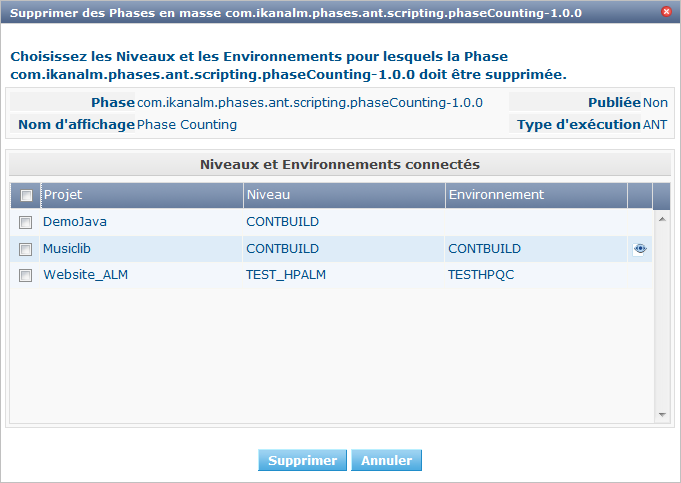 Supprimer des Phases en masse com.ikanalm.phases.ant.scripting.phaseCounting-1.0.0
Choisissez les Niveaux et les Environnements pour lesquels la Phase
com.ikanalm.phases.ant.scripting.phaseCounting-1.0.0 doit être supprimée.
Phase com.ikanalm.phases.ant.scripting.phaseCounting-1.0.0 Publiée Non
Nom d'affichage Phase Counting Type d'exécution ANT
Niveaux et Environnements connectés
Projet Niveau Environnement
DemoJava CONTBUILD
Musiclib CONTBUILD CONTBUILD
Website_ALM TEST_HPALM TESTHPQC
Supprimer Annuler